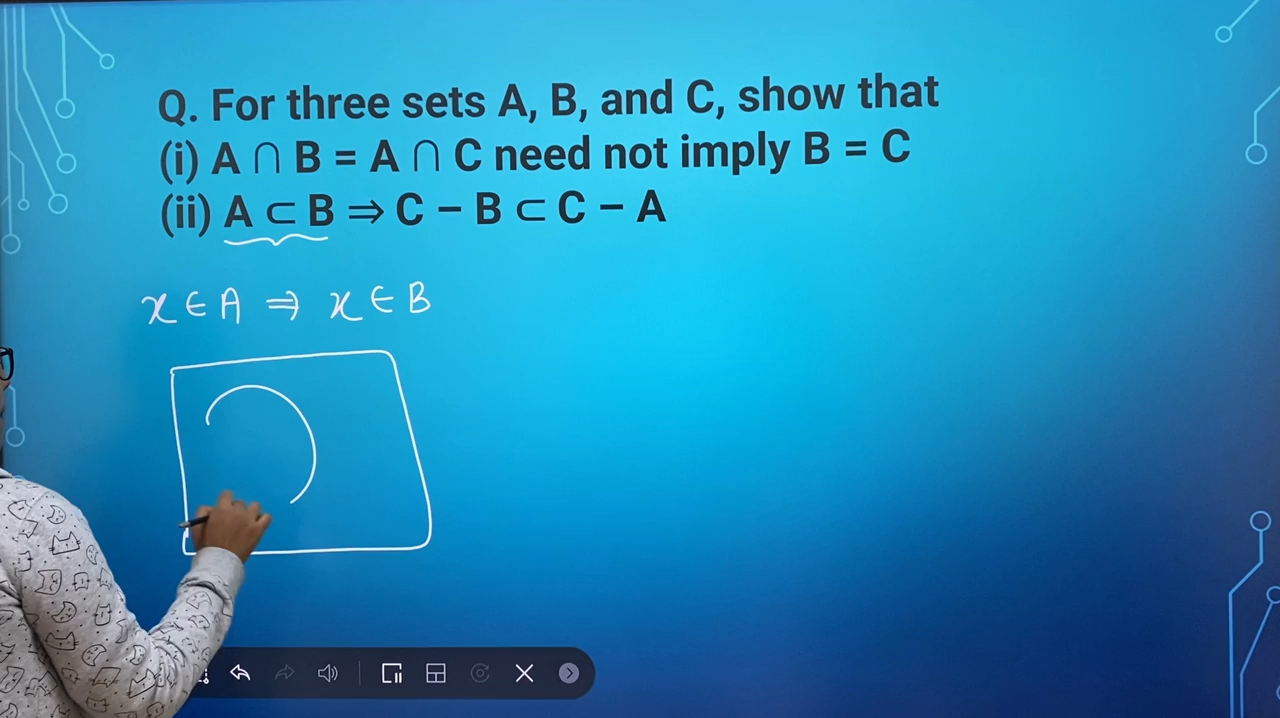 Q. For three sets A, B, and C, show that
(i) A ∩ B = A ∩ C need not imply B = C
(ii) A ⊂ B ⇒ C – B ⊂ C – A
x ∈ A ⇒ x ∈ B